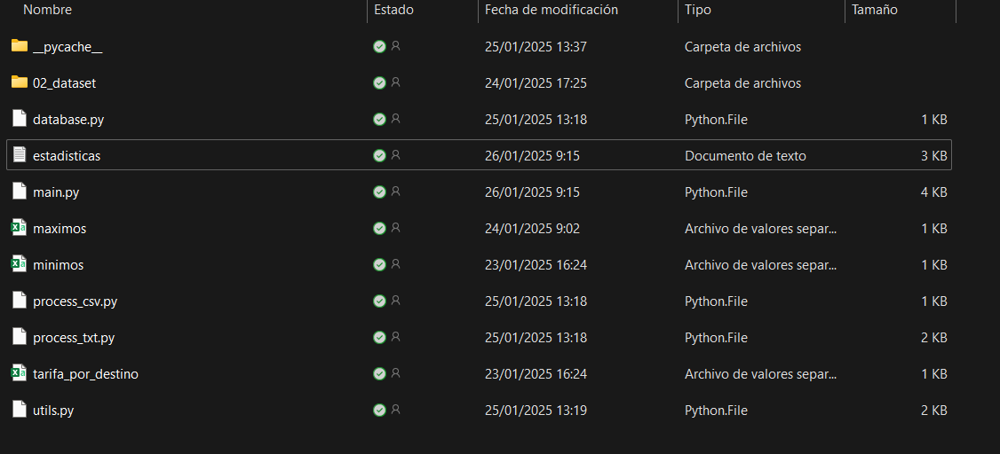 Nombre Estado Fecha de modificación Tipo Tamaño
__pycache__ 25/01/2025 13:37 Carpeta de archivos
02_dataset 24/01/2025 17:25 Carpeta de archivos
database.py 25/01/2025 13:18 Python.File 1 KB
estadisticas 26/01/2025 9:15 Documento de texto 3 KB
main.py 26/01/2025 9:15 Python.File 4 KB
maximos 24/01/2025 9:02 Archivo de valores separ... 1 KB
minimos 23/01/2025 16:24 Archivo de valores separ... 1 KB
process_csv.py 25/01/2025 13:18 Python.File 1 KB
process_txt.py 25/01/2025 13:18 Python.File 2 KB
tarifa_por_destino 23/01/2025 16:24 Archivo de valores separ... 1 KB
utils.py 25/01/2025 13:19 Python.File 2 KB